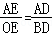 AE/OE = AD/BD